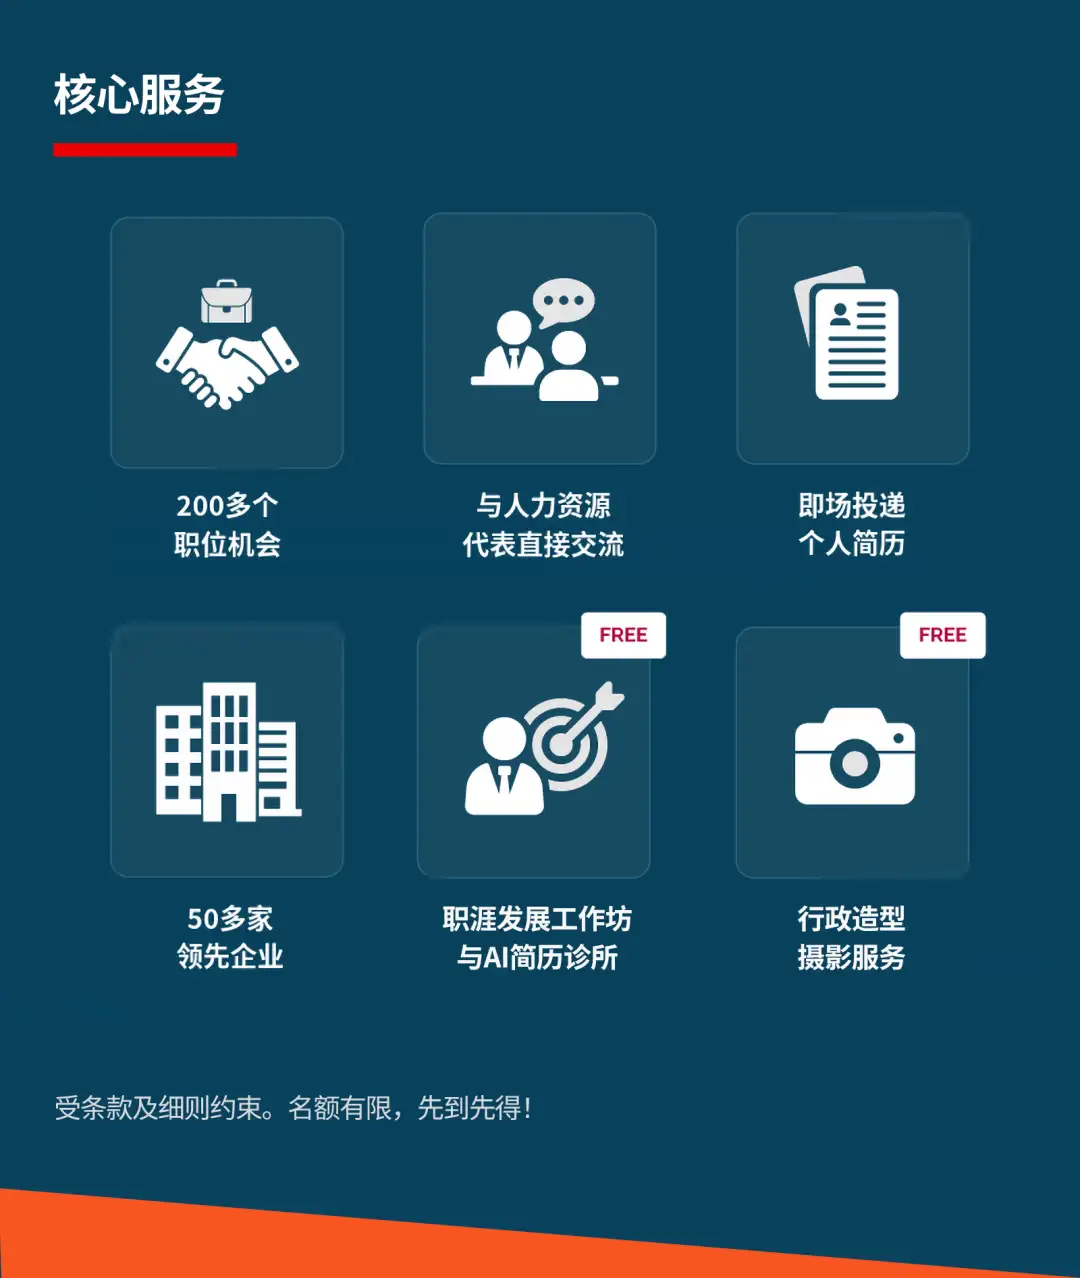 核心服务
200多个
职位机会
与人力资源
代表直接交流
即场投递
个人简历
50多家
领先企业
FREE
职涯发展工作坊
与AI简历诊所
FREE
行政造型
摄影服务
受条款及细则约束。名额有限，先到先得！